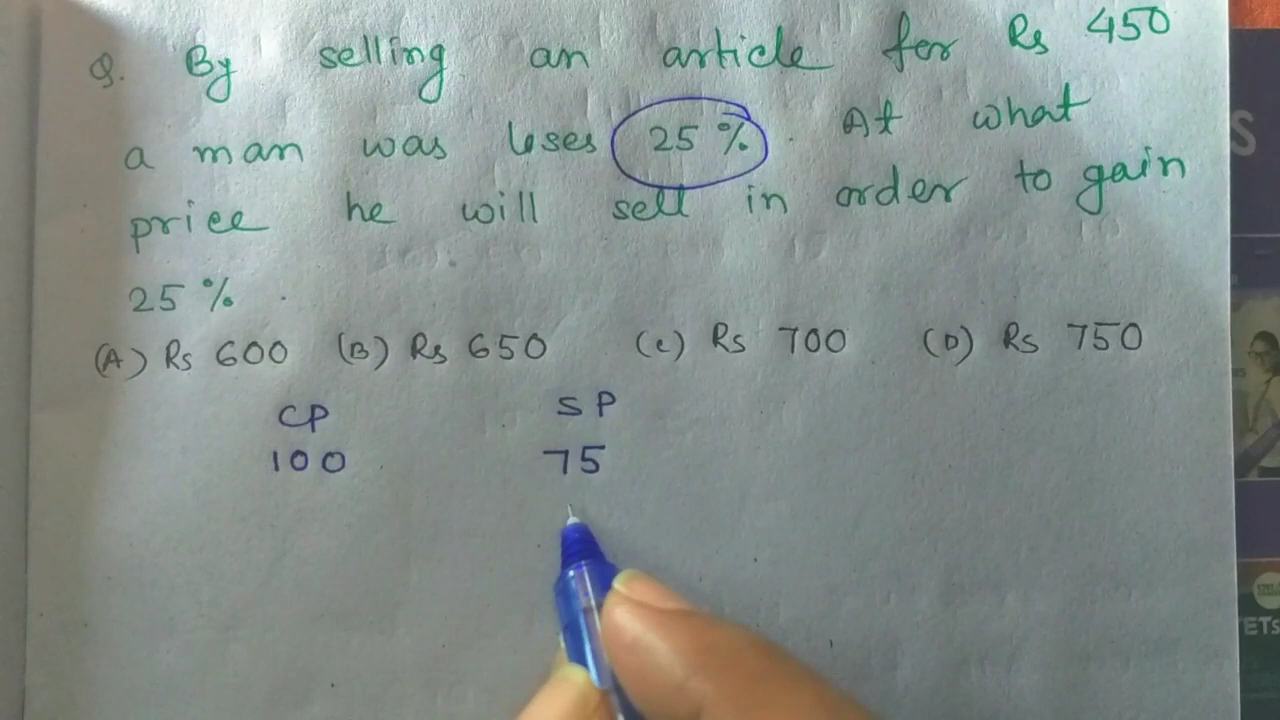 Q. By selling an article for Rs 450
a man was loses 25 % . At what
price he will sell in order to gain
25 % .
(A) Rs 600 (B) Rs 650 (c) Rs 700 (D) Rs 750
CP SP
100 75
S
ETS